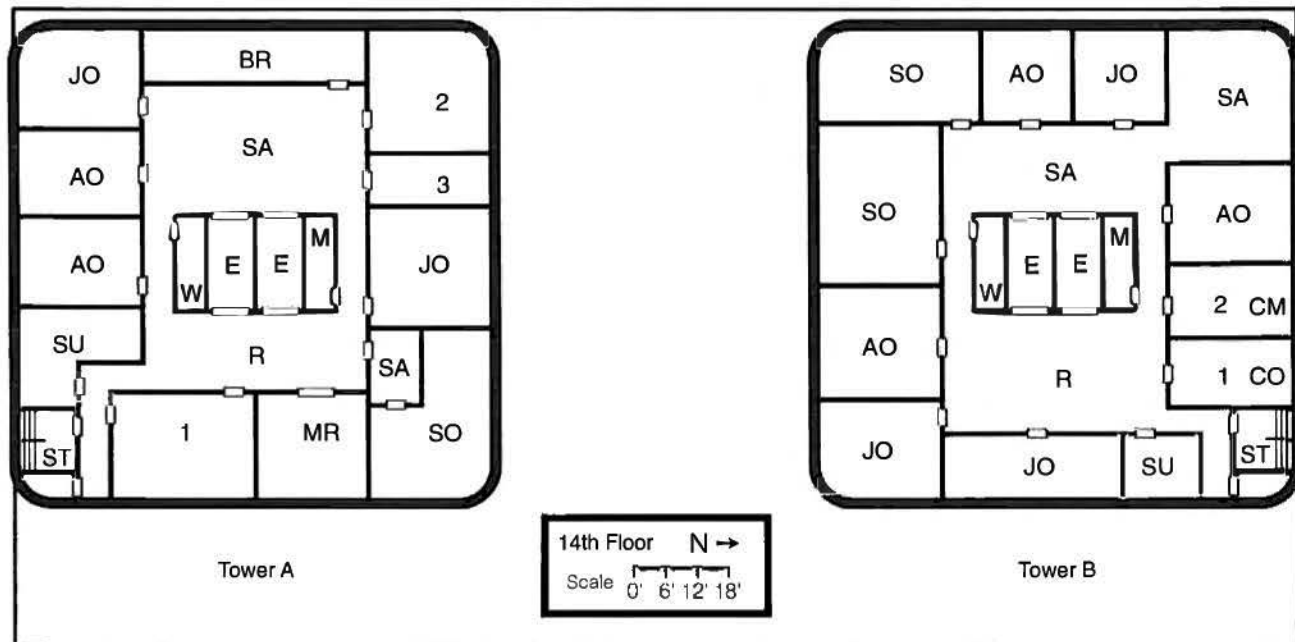 JO
BR
2
SA
AO
3
AO
W
E
E
M
JO
SU
R
SA
ST
1
MR
SO
Tower A
SO
AO
JO
SA
SA
SO
AO
W
E
E
M
2 CM
AO
R
1 CO
JO
JO
SU
ST
Tower B
14th Floor N →
Scale 0' 6' 12' 18'